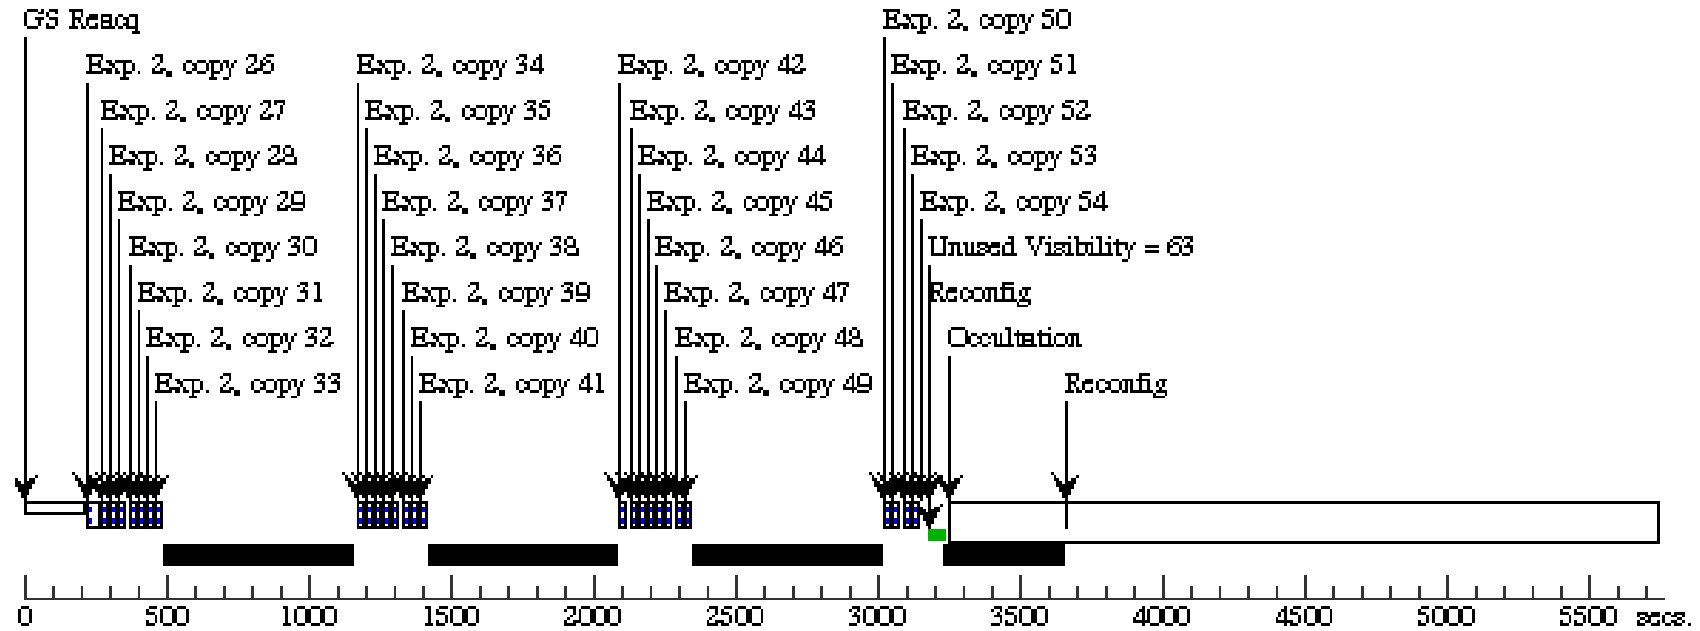 GS Reacq Exp. 2, copy 50
Exp. 2, copy 26 Exp. 2, copy 34 Exp. 2, copy 42 Exp. 2, copy 51
Exp. 2, copy 27 Exp. 2, copy 35 Exp. 2, copy 43 Exp. 2, copy 52
Exp. 2, copy 28 Exp. 2, copy 36 Exp. 2, copy 44 Exp. 2, copy 53
Exp. 2, copy 29 Exp. 2, copy 37 Exp. 2, copy 45 Exp. 2, copy 54
Exp. 2, copy 30 Exp. 2, copy 38 Exp. 2, copy 46 Unused Visibility = 63
Exp. 2, copy 31 Exp. 2, copy 39 Exp. 2, copy 47 Reconfig
Exp. 2, copy 32 Exp. 2, copy 40 Exp. 2, copy 48 Occultation
Exp. 2, copy 33 Exp. 2, copy 41 Exp. 2, copy 49 Reconfig
0 500 1000 1500 2000 2500 3000 3500 4000 4500 5000 5500 secs.